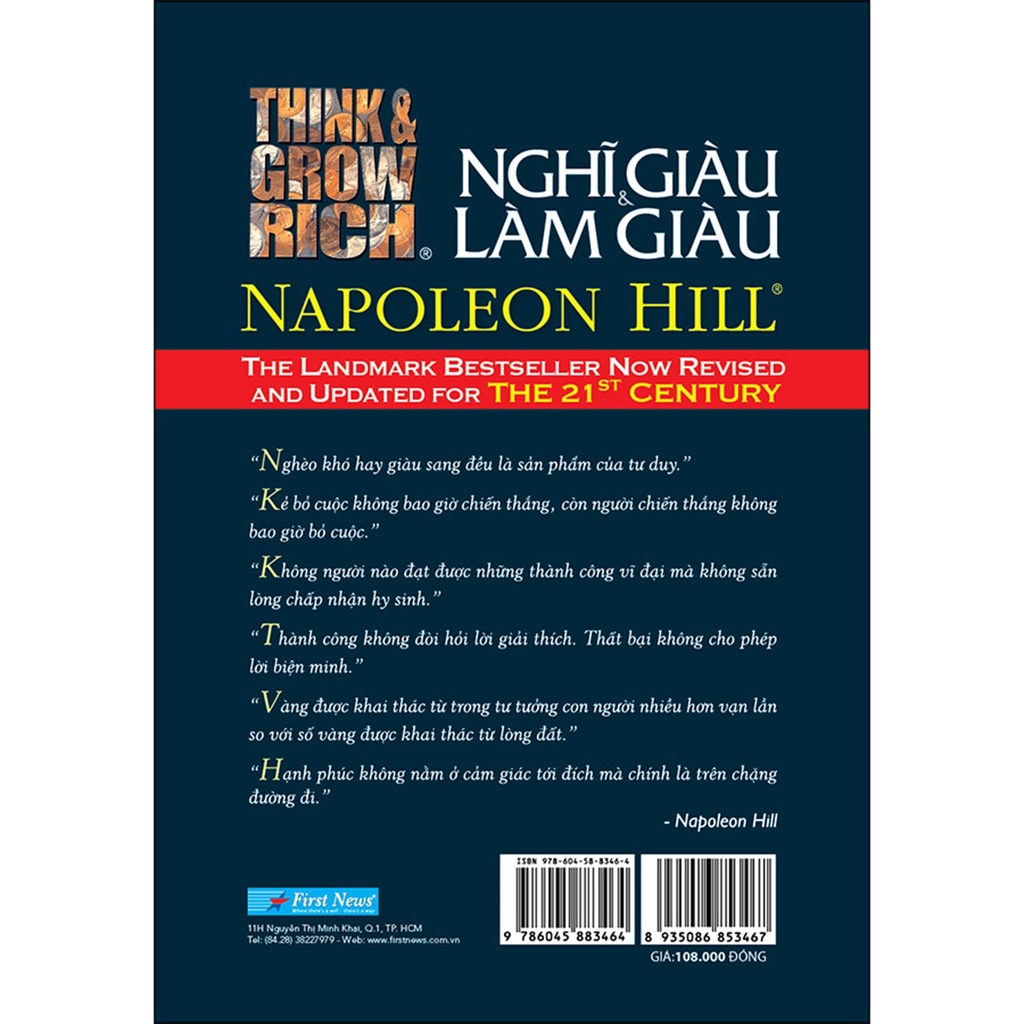 THINK &
GROW
RICH®
NGHĨ GIÀU
& LÀM GIÀU
NAPOLEON HILL®
THE LANDMARK BESTSELLER NOW REVISED
AND UPDATED FOR THE 21ST CENTURY
“Nghèo khó hay giàu sang đều là sản phẩm của tư duy.”
“Kẻ bỏ cuộc không bao giờ chiến thắng, còn người chiến thắng không
bao giờ bỏ cuộc.”
“Không người nào đạt được những thành công vĩ đại mà không sẵn
lòng chấp nhận hy sinh.”
“Thành công không đòi hỏi lời giải thích. Thất bại không cho phép
lời biện minh.”
“Vàng được khai thác từ trong tư tưởng con người nhiều hơn vạn lần
so với số vàng được khai thác từ lòng đất.”
“Hạnh phúc không nằm ở cảm giác tới đích mà chính là trên chặng
đường đi.”
- Napoleon Hill
First News®
Where there's a will - there's a way
11H Nguyễn Thị Minh Khai, Q.1, TP. HCM
Tel: (84.28) 38227979 - Web: www.firstnews.com.vn
ISBN 978-604-58-8346-4
9 786045 883464
8 935086 853467
GIÁ:108.000 ĐỒNG